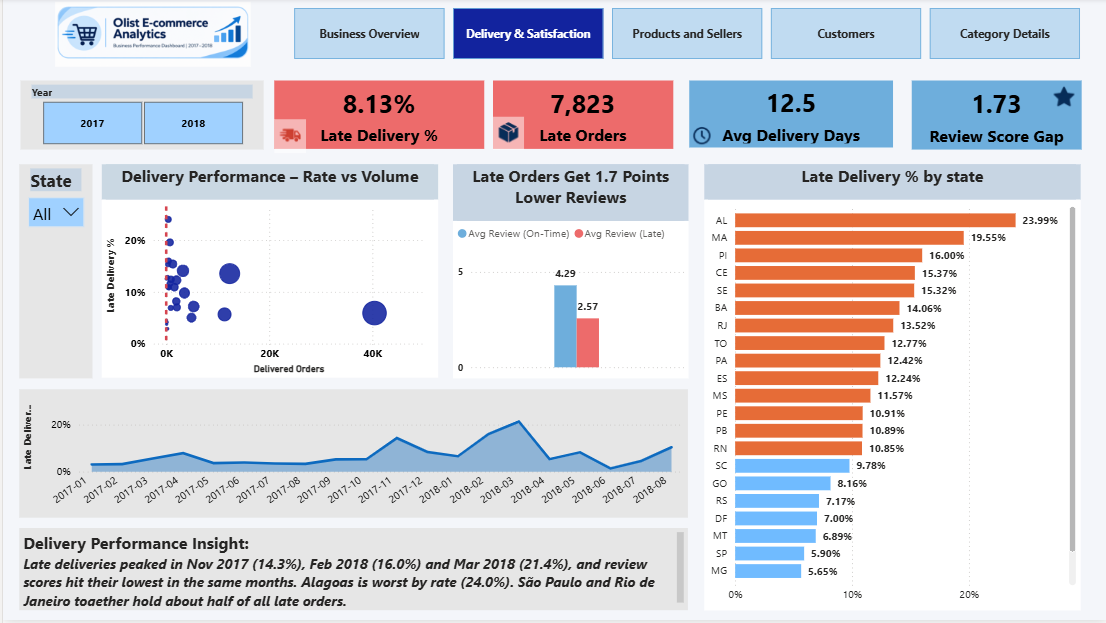 Olist E-commerce
Analytics
Business Performance Dashboard | 2017 - 2018
Business Overview
Delivery & Satisfaction
Products and Sellers
Customers
Category Details
Year
2017
2018
8.13%
Late Delivery %
7,823
Late Orders
12.5
Avg Delivery Days
1.73
Review Score Gap
State
All
Delivery Performance – Rate vs Volume
Late Delivery %
20%
10%
0%
0K
20K
40K
Delivered Orders
Late Orders Get 1.7 Points
Lower Reviews
Avg Review (On-Time)
Avg Review (Late)
5
0
4.29
2.57
Late Delivery % by state
AL 23.99%
MA 19.55%
PI 16.00%
CE 15.37%
SE 15.32%
BA 14.06%
RJ 13.52%
TO 12.77%
PA 12.42%
ES 12.24%
MS 11.57%
PE 10.91%
PB 10.89%
RN 10.85%
SC 9.78%
GO 8.16%
RS 7.17%
DF 7.00%
MT 6.89%
SP 5.90%
MG 5.65%
0%
10%
20%
Late Deliver...
20%
0%
2017-01
2017-02
2017-03
2017-04
2017-05
2017-06
2017-07
2017-08
2017-09
2017-10
2017-11
2017-12
2018-01
2018-02
2018-03
2018-04
2018-05
2018-06
2018-07
2018-08
Delivery Performance Insight:
Late deliveries peaked in Nov 2017 (14.3%), Feb 2018 (16.0%) and Mar 2018 (21.4%), and review
scores hit their lowest in the same months. Alagoas is worst by rate (24.0%). São Paulo and Rio de
Janeiro together hold about half of all late orders.